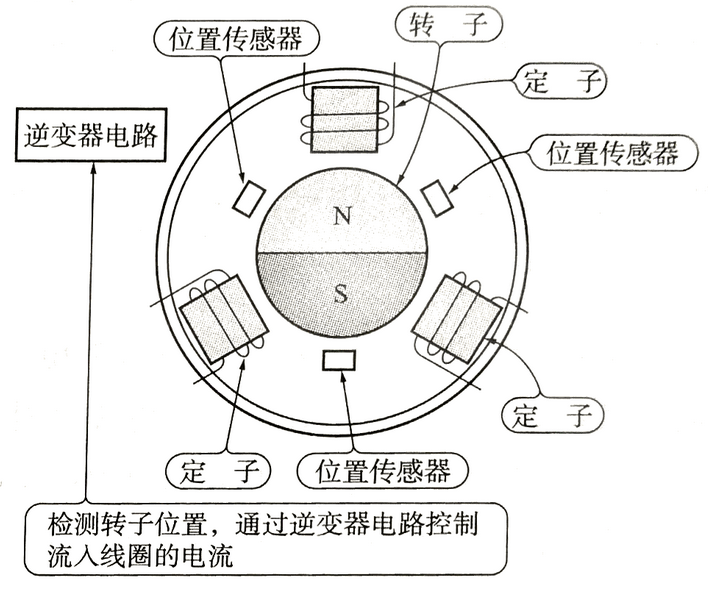 转 子
位置传感器
定 子
逆变器电路
位置传感器
N
S
定 子
定 子
位置传感器
检测转子位置，通过逆变器电路控制
流入线圈的电流